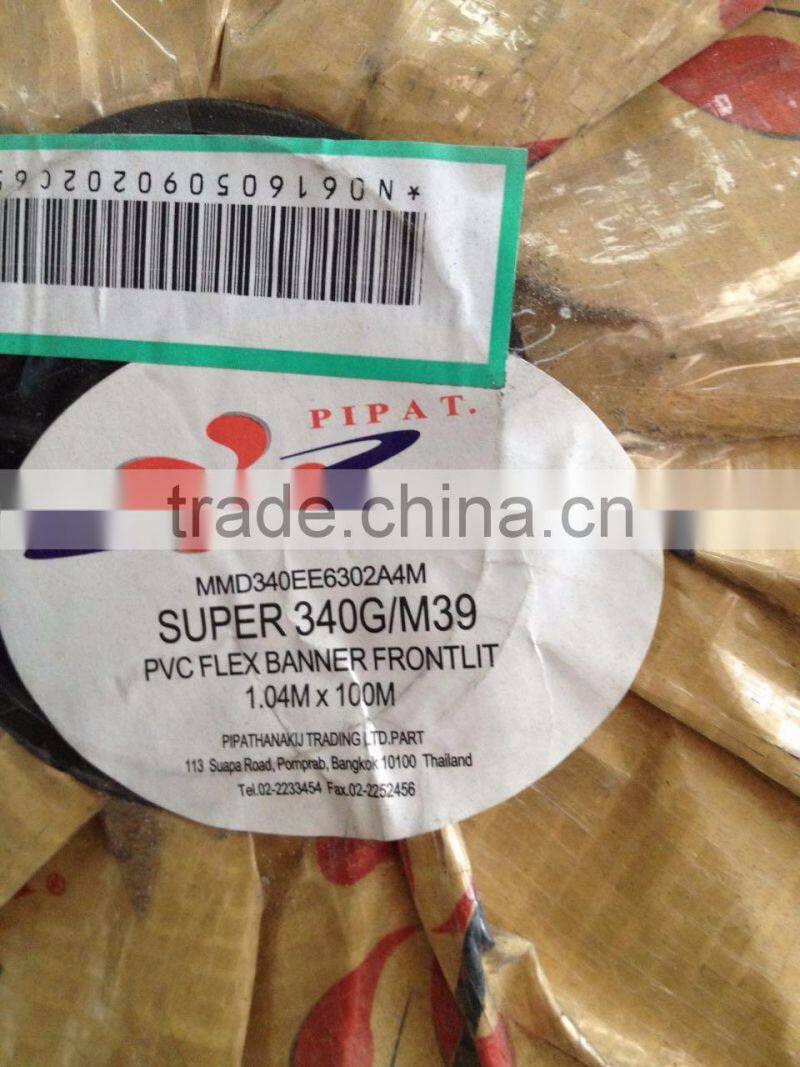 *N0616050902020
PIPAT.
trade.china.cn
MMD340EE6302A4M
SUPER 340G/M39
PVC FLEX BANNER FRONTLIT
1.04M x 100M
PIPATHANAKIJ TRADING LTD.PART
113 Suapa Road, Pomprab, Bangkok 10100 Thailand
Tel.02-2233454 Fax.02-2252456
®